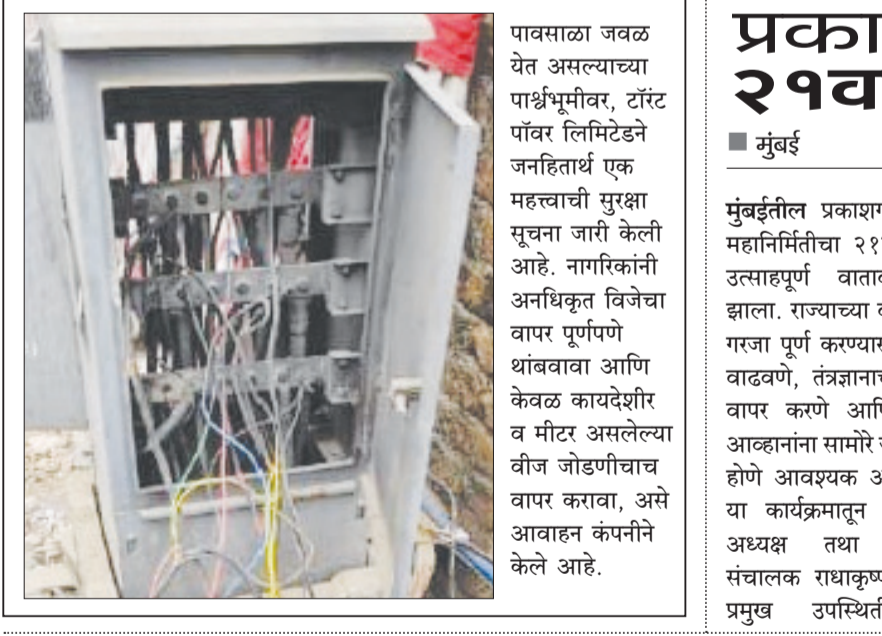 पावसाळा जवळ
येत असल्याच्या
पार्श्वभूमीवर, टॉरंट
पॉवर लिमिटेडने
जनहितार्थ एक
महत्त्वाची सुरक्षा
सूचना जारी केली
आहे. नागरिकांनी
अनधिकृत विजेचा
वापर पूर्णपणे
थांबवावा आणि
केवळ कायदेशीर
व मीटर असलेल्या
वीज जोडणीचाच
वापर करावा, असे
आवाहन कंपनीने
केले आहे.
प्रका
२१व
मुंबई
मुंबईतील प्रकाशग
महानिर्मितीचा २१
उत्साहपूर्ण वाताव
झाला. राज्याच्या
गरजा पूर्ण करण्यास
वाढवणे, तंत्रज्ञानाच
वापर करणे आणि
आव्हानांना सामोरे
होणे आवश्यक अ
या कार्यक्रमातून
अध्यक्ष तथा
संचालक राधाकृष्ण
प्रमुख उपस्थिती